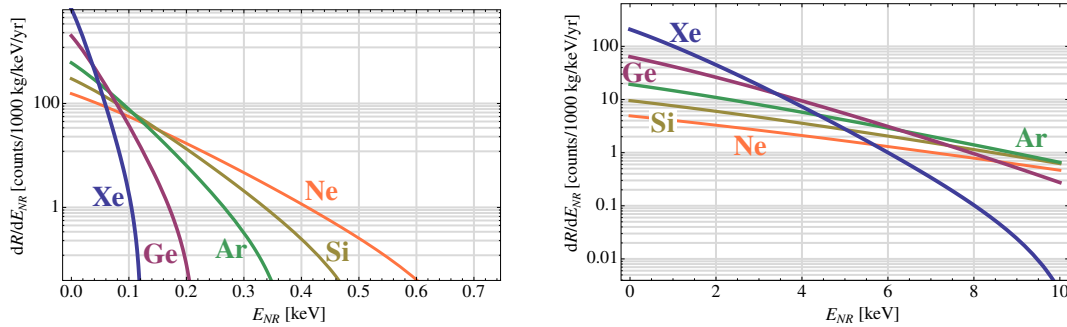 dR/dE_NR [counts/1000 kg/keV/yr]
100
1
Xe
Ge
Ar
Si
Ne
0.0 0.1 0.2 0.3 0.4 0.5 0.6 0.7
E_NR [keV]
dR/dE_NR [counts/1000 kg/keV/yr]
100
10
1
0.1
0.01
Xe
Ge
Si
Ne
Ar
0 2 4 6 8 10
E_NR [keV]